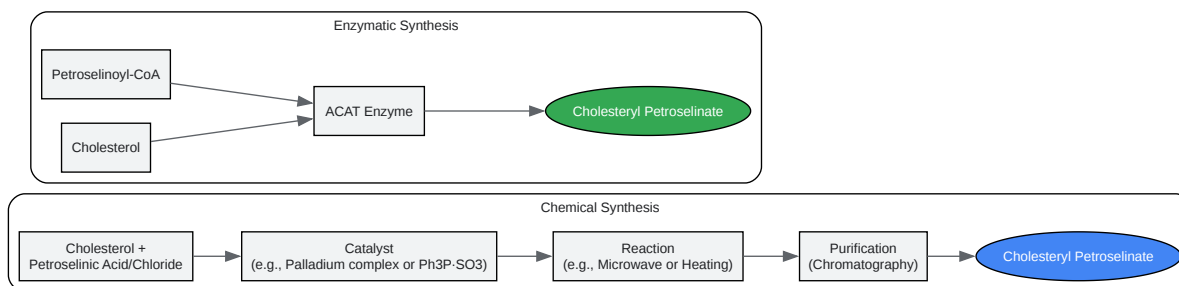 Enzymatic Synthesis
Petroselinoyl-CoA
Cholesterol
ACAT Enzyme
Cholesteryl Petroselinate
Chemical Synthesis
Cholesterol +
Petroselinic Acid/Chloride
Catalyst
(e.g., Palladium complex or Ph3P·SO3)
Reaction
(e.g., Microwave or Heating)
Purification
(Chromatography)
Cholesteryl Petroselinate